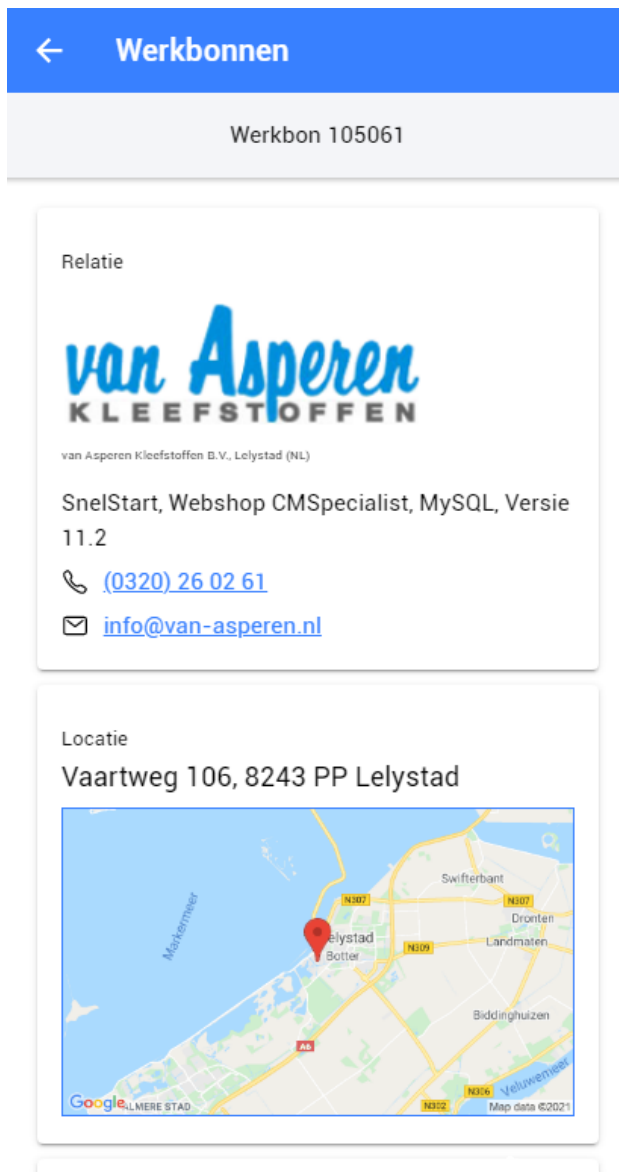 Werkbonnen
Werkbon 105061
Relatie
van Asperen
KLEEFSTOFFEN
van Asperen Kleefstoffen B.V., Lelystad (NL)
SnelStart, Webshop CMSpecialist, MySQL, Versie
11.2
(0320) 26 02 61
info@van-asperen.nl
Locatie
Vaartweg 106, 8243 PP Lelystad
Swifterbant
N307
N307
Dronten
Markermeer
elystad
N309
Landmaten
Botter
Biddinghuizen
A6
N306
Veluwemeer
Google
LMERE STAD
N302
Map data ©2021